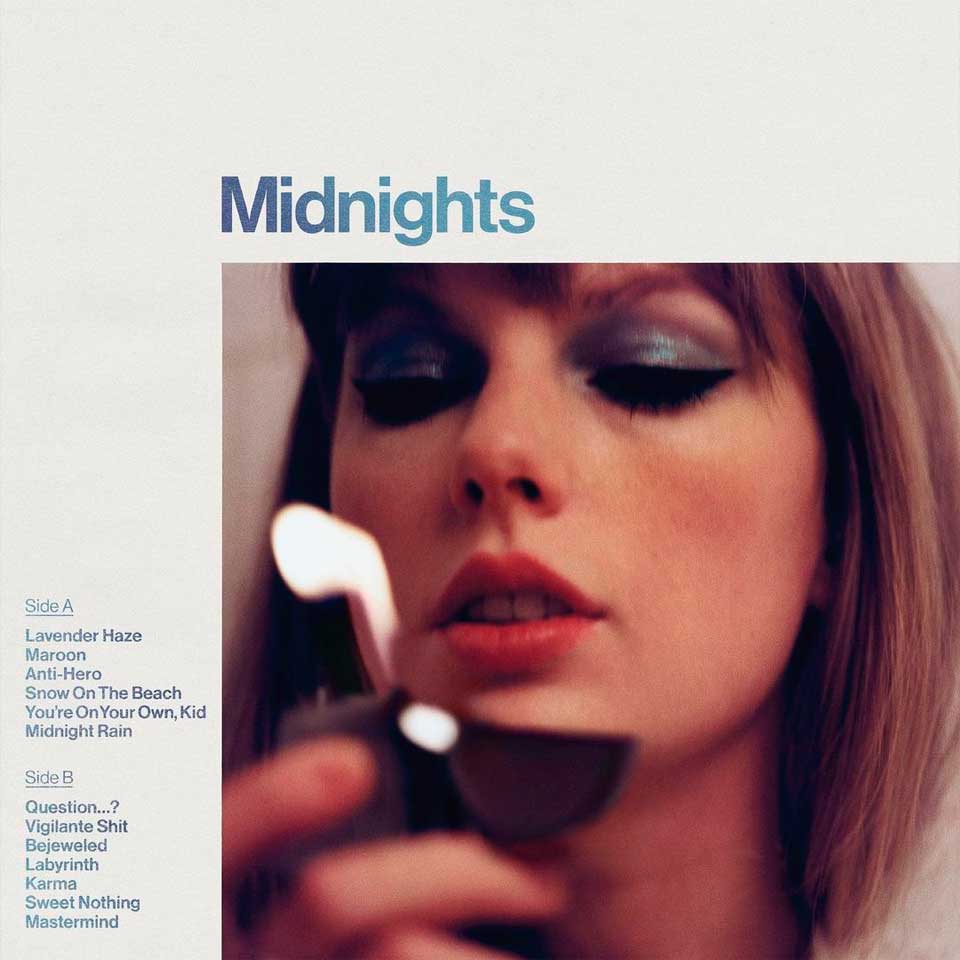 Midnights
Side A
Lavender Haze
Maroon
Anti-Hero
Snow On The Beach
You're On Your Own, Kid
Midnight Rain
Side B
Question...?
Vigilante Shit
Bejeweled
Labyrinth
Karma
Sweet Nothing
Mastermind